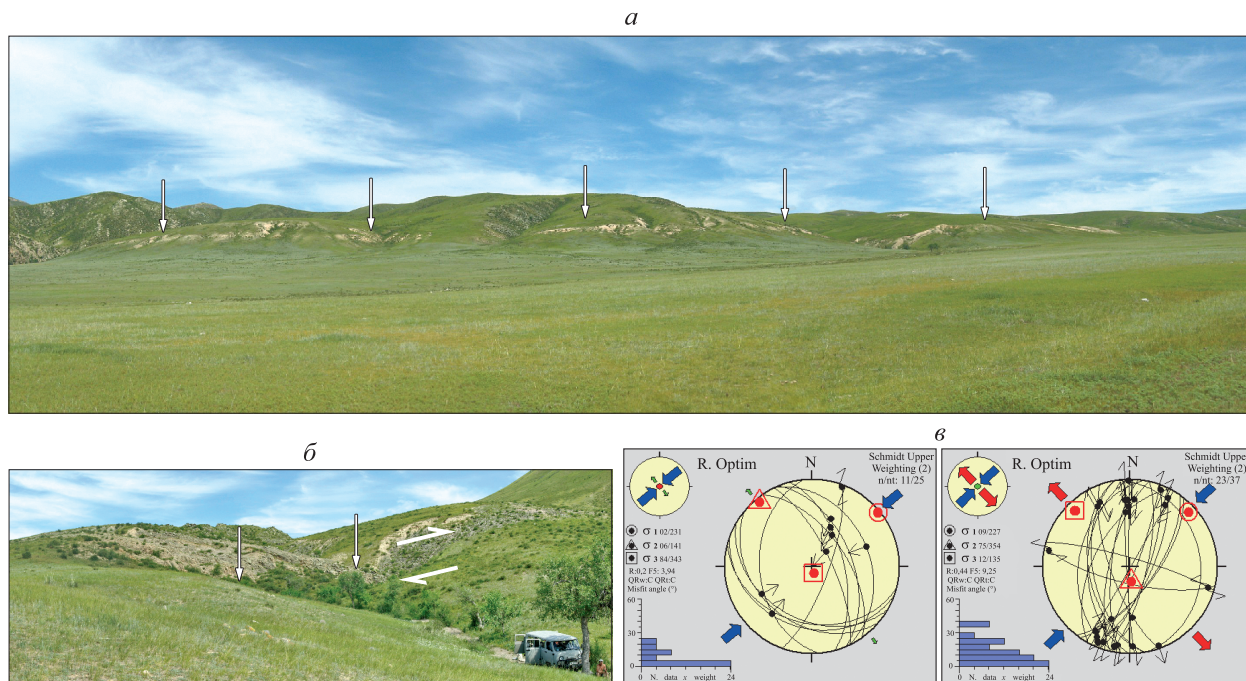 а
б
в
R. Optim
N
Schmidt Upper
Weighting (2)
n/nt: 11/25
σ 1 02/231
σ 2 06/141
σ 3 84/343
R:0,2 F5: 3,94
QRw:C QRt:C
Misfit angle (°)
60
30
0
0 N. data x weight 24
R. Optim
N
Schmidt Upper
Weighting (2)
n/nt: 23/37
σ 1 09/227
σ 2 75/354
σ 3 12/135
R:0,44 F5: 9,25
QRw:C QRt:C
Misfit angle (°)
60
30
0
0 N. data x weight 24